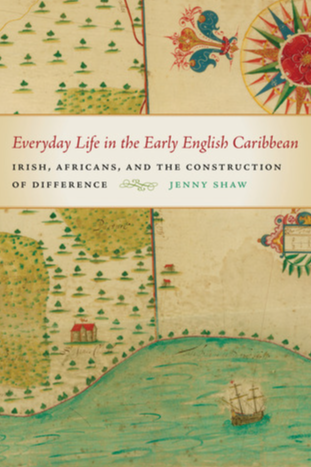 Everyday Life in the Early English Caribbean
IRISH, AFRICANS, AND THE CONSTRUCTION
OF DIFFERENCE JENNY SHAW